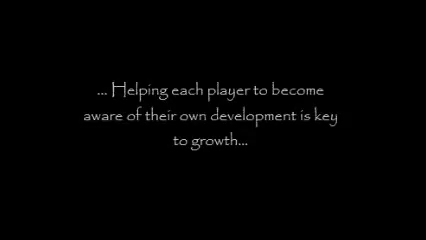 ... Helping each player to become
aware of their own development is key
to growth...